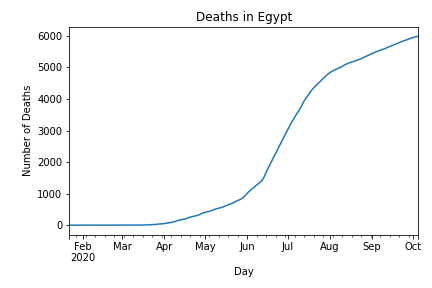 Deaths in Egypt
Number of Deaths
6000
5000
4000
3000
2000
1000
0
Feb Mar Apr May Jun Jul Aug Sep Oct
2020
Day